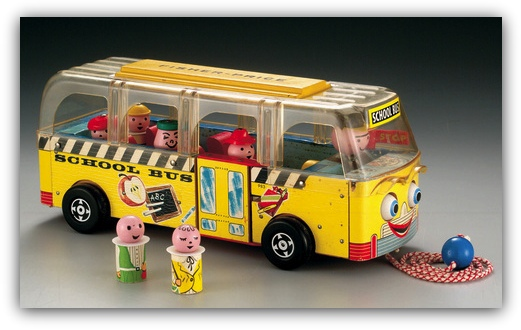 FISHER-PRICE
SCHOOL BUS
STOP
SCHOOL BUS
ABC